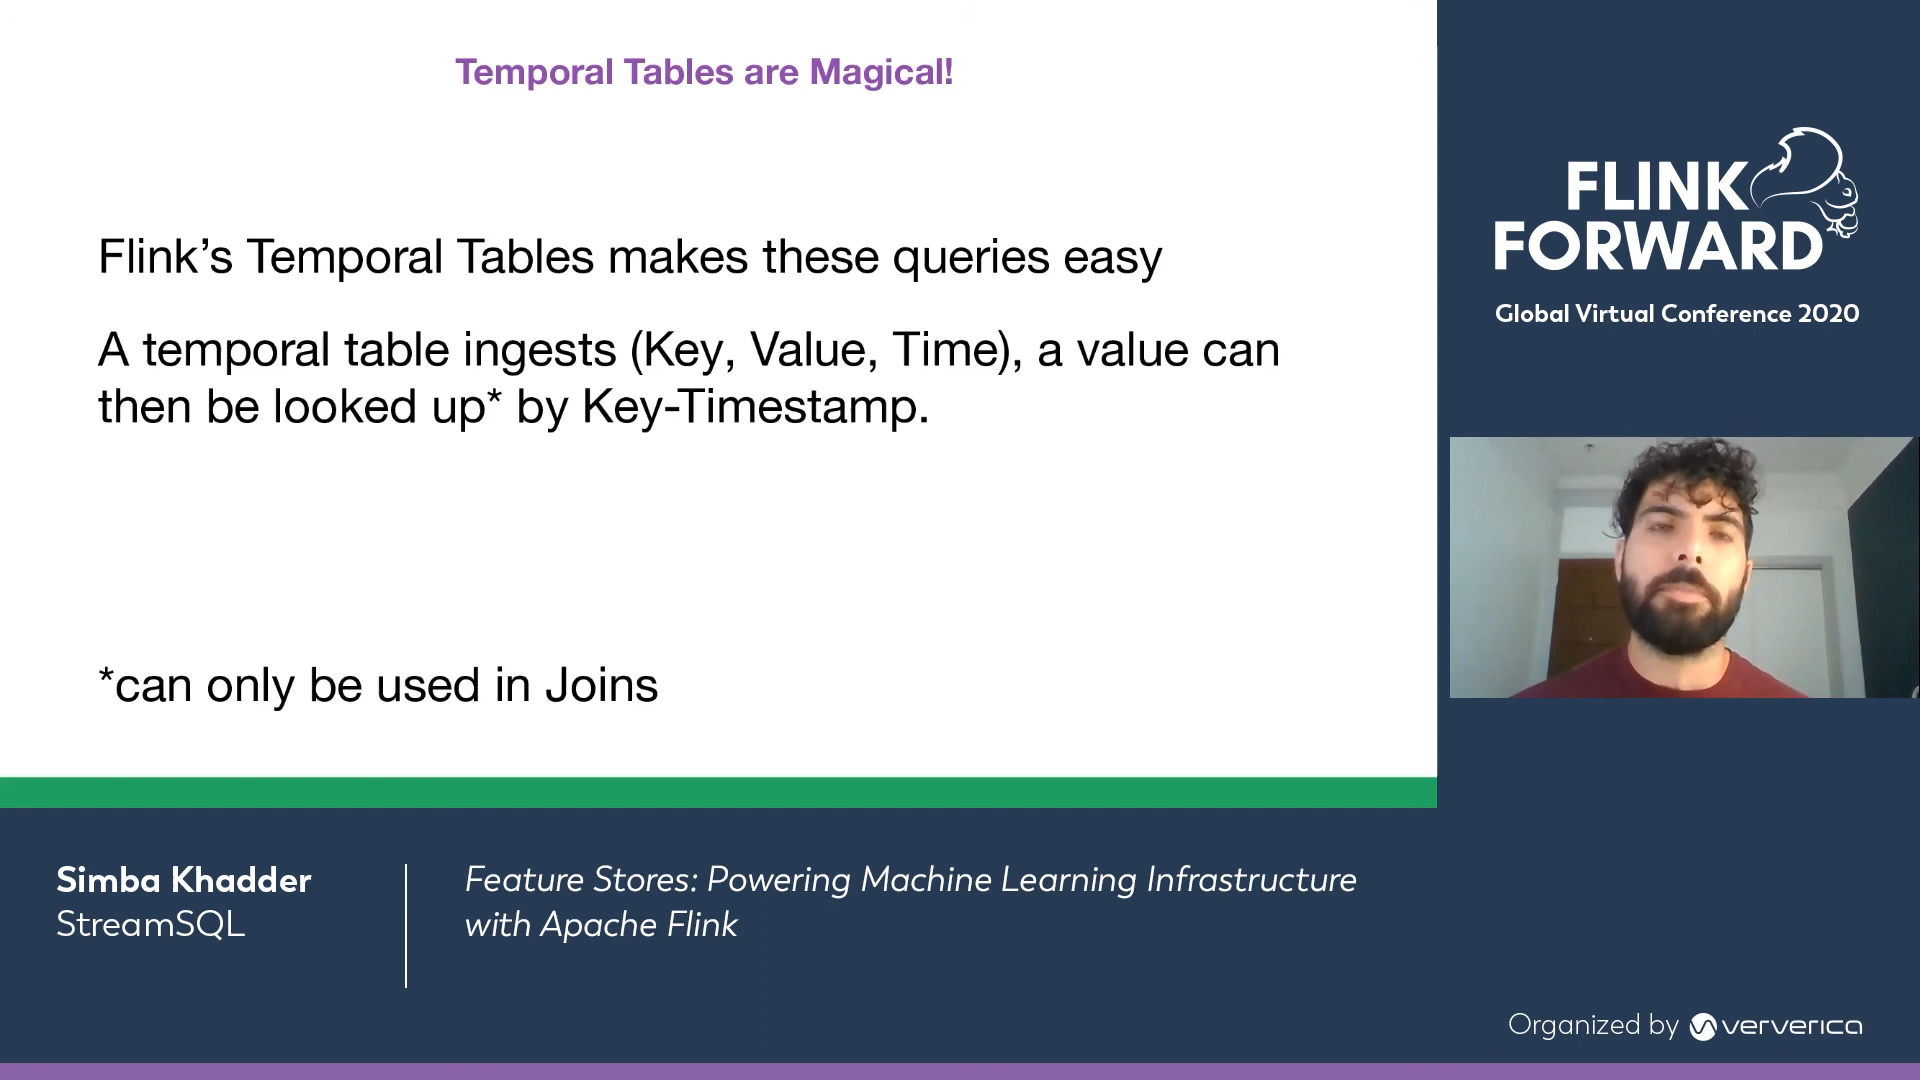 Temporal Tables are Magical!
Flink’s Temporal Tables makes these queries easy
A temporal table ingests (Key, Value, Time), a value can
then be looked up* by Key-Timestamp.
*can only be used in Joins
FLINK
FORWARD
Global Virtual Conference 2020
Simba Khadder
StreamSQL
Feature Stores: Powering Machine Learning Infrastructure
with Apache Flink
Organized by ververica